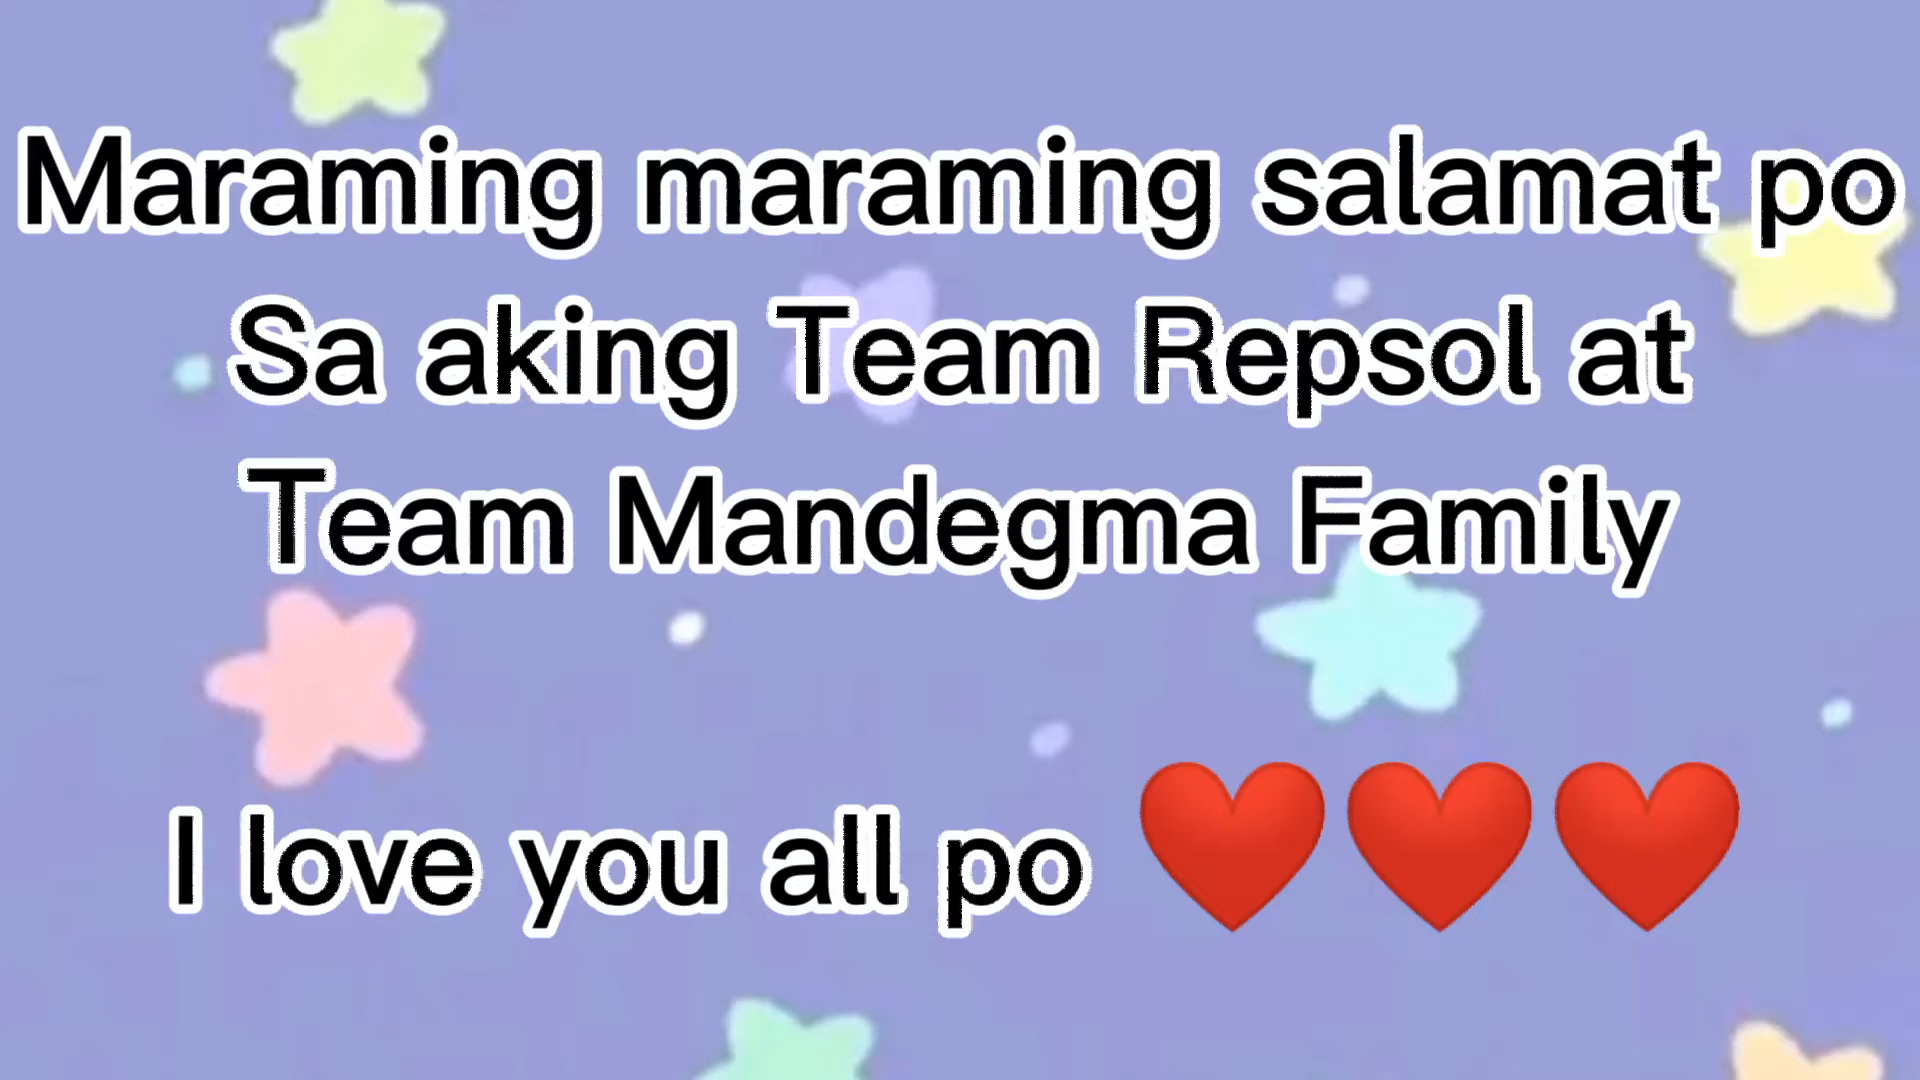 Maraming maraming salamat po
Sa aking Team Repsol at
Team Mandegma Family
I love you all po ❤️❤️❤️